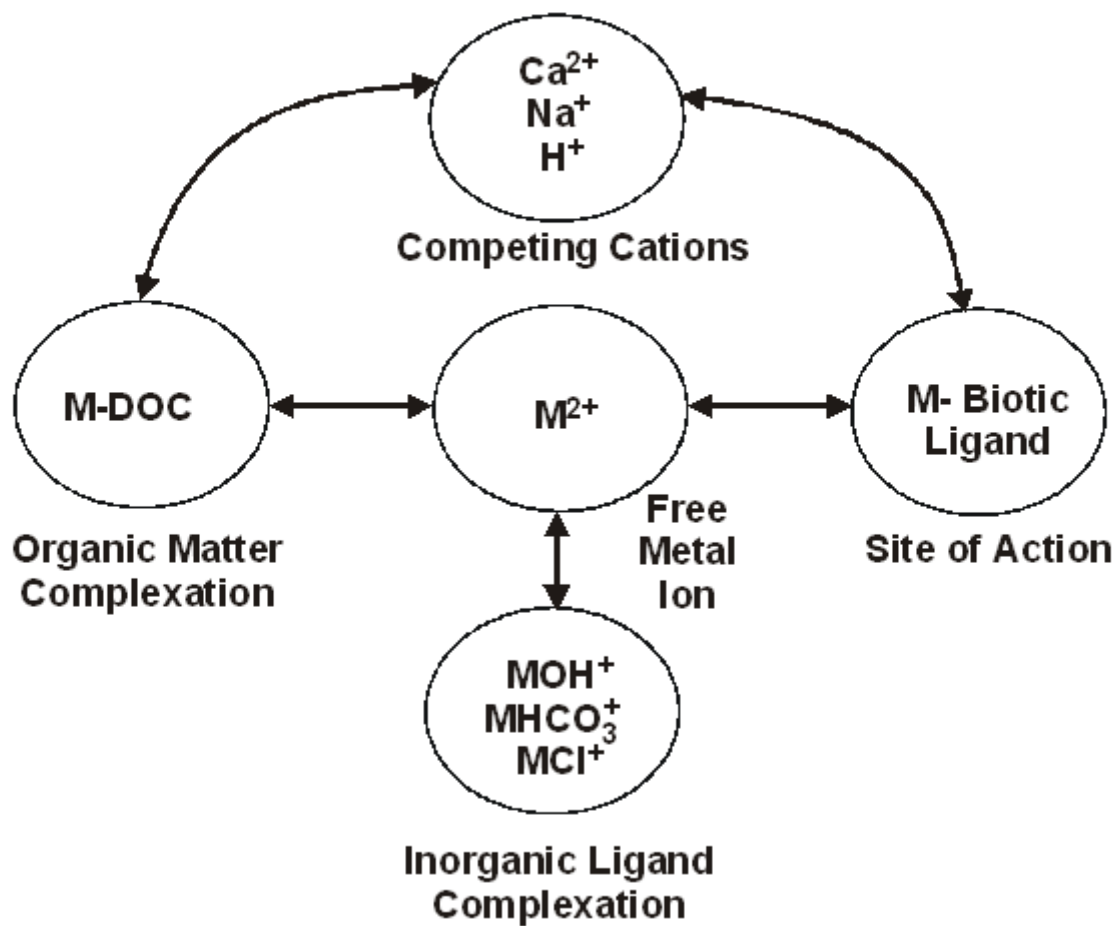 Ca²⁺
Na⁺
H⁺
Competing Cations
M-DOC
Organic Matter
Complexation
M²⁺
Free
Metal
Ion
M- Biotic
Ligand
Site of Action
MOH⁺
MHCO₃⁺
MCl⁺
Inorganic Ligand
Complexation